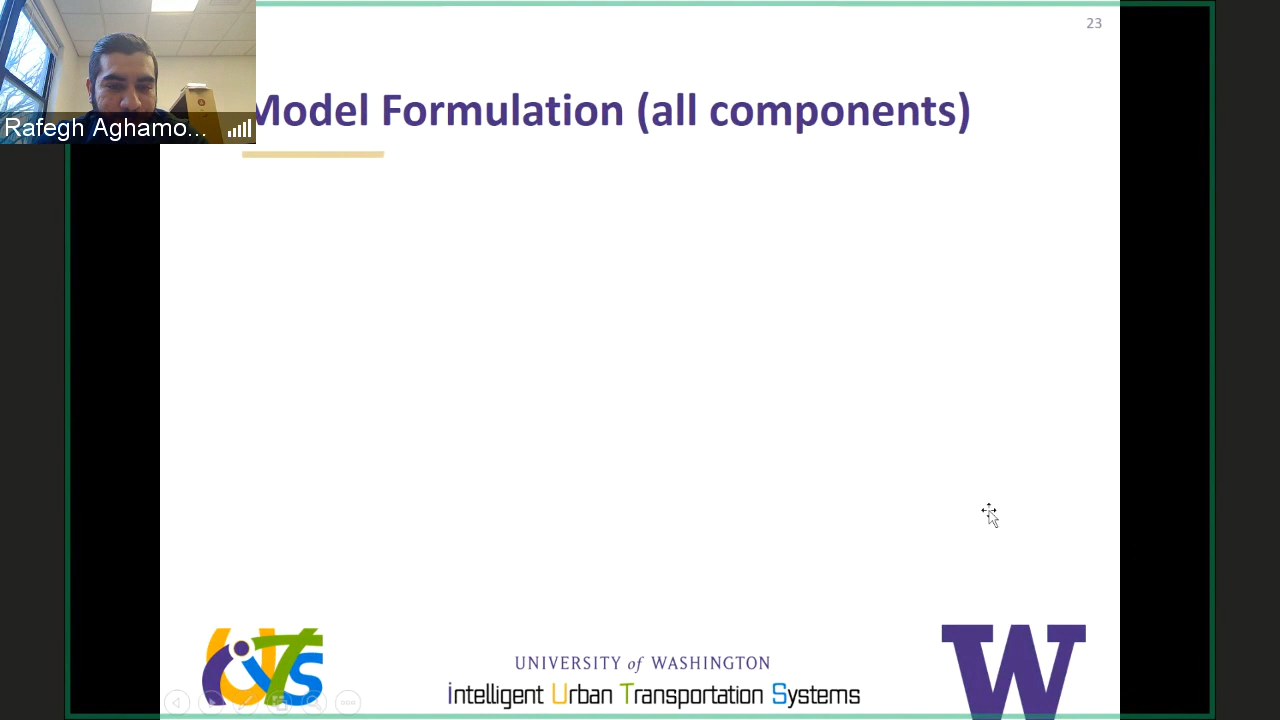 23
Model Formulation (all components)
Rafegh Aghamo...
UNIVERSITY of WASHINGTON
intelligent Urban Transportation Systems
W